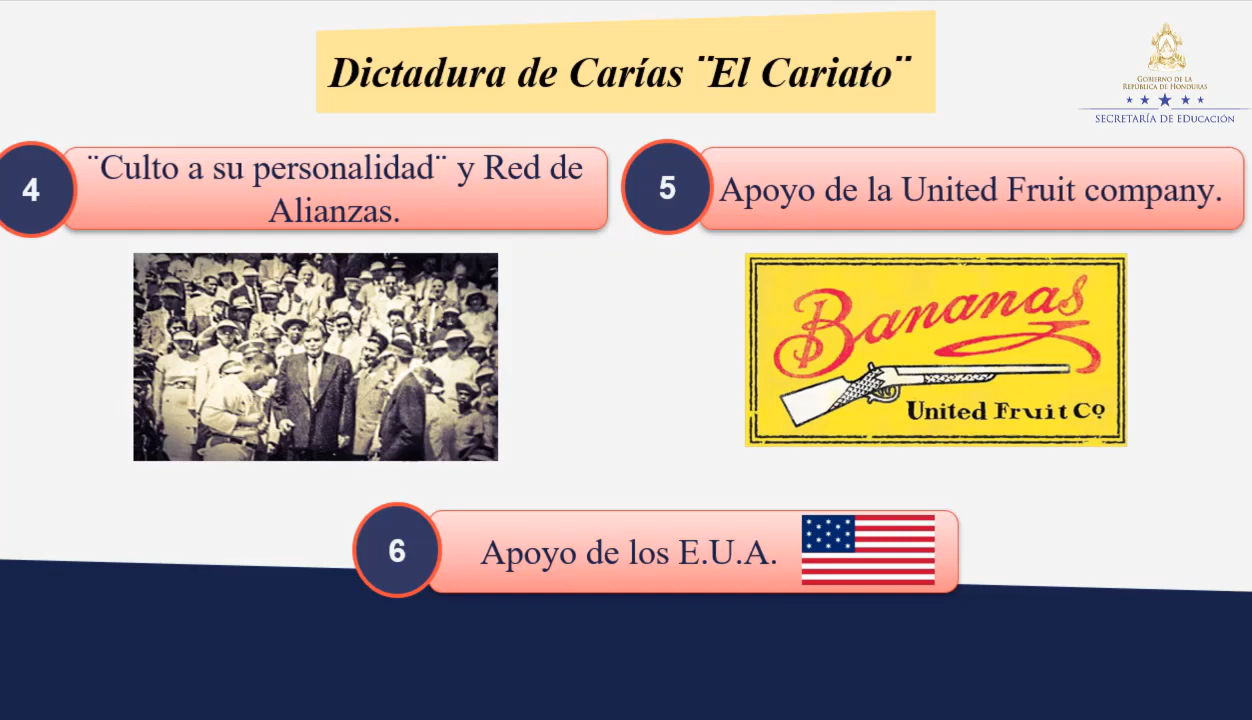 Dictadura de Carías ¨El Cariato¨
GOBIERNO DE LA
REPÚBLICA DE HONDURAS
SECRETARÍA DE EDUCACIÓN
4
¨Culto a su personalidad¨ y Red de
Alianzas.
5
Apoyo de la United Fruit company.
Bananas
United Fruit Co
6
Apoyo de los E.U.A.